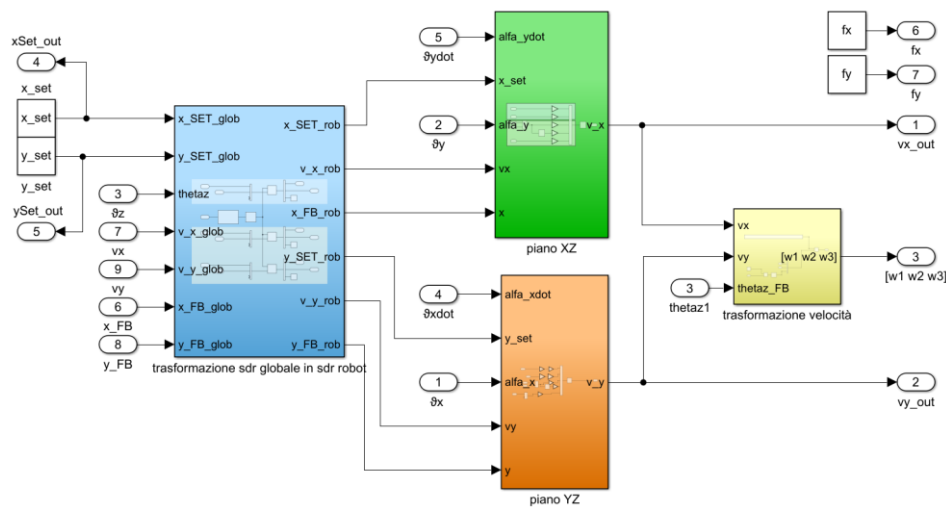 xSet_out
4
x_set
x_set
y_set
y_set
ySet_out
5
3
ϑz
7
vx
9
vy
6
x_FB
8
y_FB
x_SET_glob
y_SET_glob
thetaz
v_x_glob
v_y_glob
x_FB_glob
y_FB_glob
x_SET_rob
v_x_rob
x_FB_rob
y_SET_rob
v_y_rob
y_FB_rob
trasformazione sdr globale in sdr robot
5
ϑydot
2
ϑy
alfa_ydot
x_set
alfa_y
vx
x
v_x
piano XZ
4
ϑxdot
1
ϑx
alfa_xdot
y_set
alfa_x
vy
y
v_y
piano YZ
3
thetaz1
vx
vy
thetaz_FB
[w1 w2 w3]
trasformazione velocità
fx
6
fx
fy
7
fy
1
vx_out
3
[w1 w2 w3]
2
vy_out